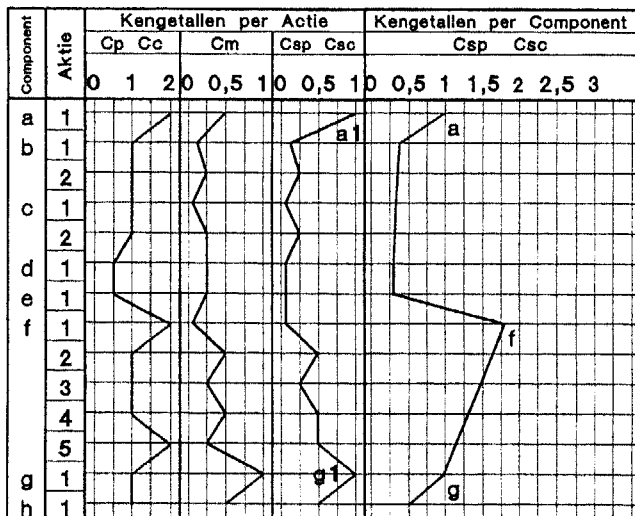 Component
Aktie
Kengetallen per Actie
Kengetallen per Component
Cp Cc
Cm
Csp Csc
Csp Csc
0 1 2
0 0,5 1
0 0,5 1
0 0,5 1 1,5 2 2,5 3
a 1
a1
a
b 1
2
c 1
2
d 1
e 1
f 1
f
2
3
4
5
g 1
g1
g
h 1